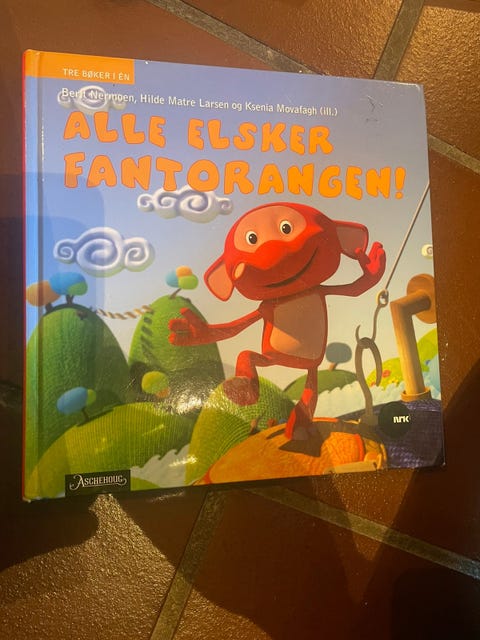 TRE BØKER I ÉN
Berit Nermoen, Hilde Matre Larsen og Ksenia Movafagh (ill.)
ALLE ELSKER
FANTORANGEN!
NRK
ASCHEHOUG